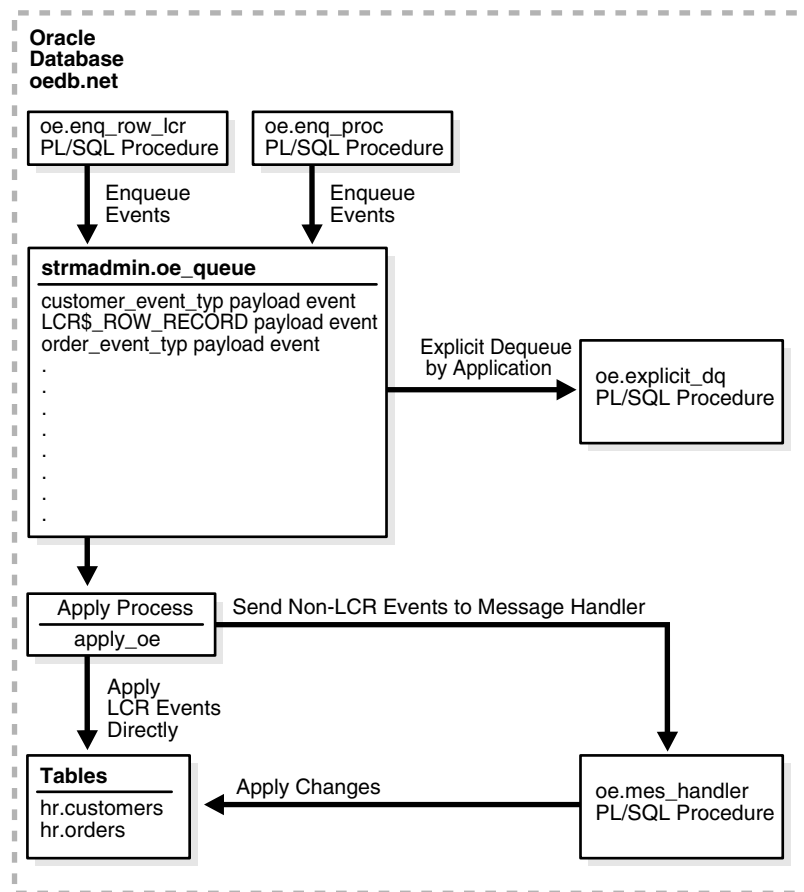 Oracle
Database
oedb.net
oe.enq_row_lcr
PL/SQL Procedure
oe.enq_proc
PL/SQL Procedure
Enqueue
Events
Enqueue
Events
strmadmin.oe_queue
customer_event_typ payload event
LCR$_ROW_RECORD payload event
order_event_typ payload event
.
.
.
.
.
.
.
.
Explicit Dequeue
by Application
oe.explicit_dq
PL/SQL Procedure
Apply Process
apply_oe
Send Non-LCR Events to Message Handler
Apply
LCR Events
Directly
Tables
hr.customers
hr.orders
Apply Changes
oe.mes_handler
PL/SQL Procedure